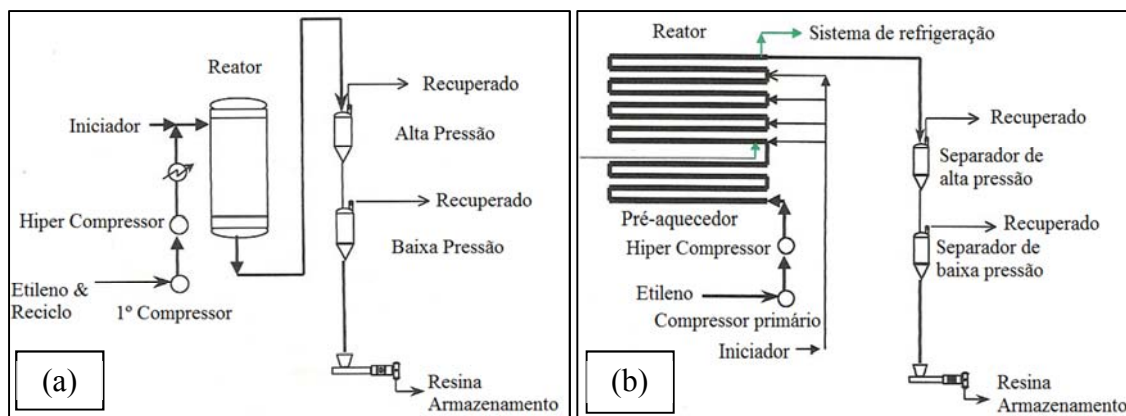 Reator
Recuperado
Iniciador
Alta Pressão
Hiper Compressor
Recuperado
Baixa Pressão
Etileno &
Reciclo
1º Compressor
(a)
Resina
Armazenamento
Reator
Sistema de refrigeração
Recuperado
Separador de
alta pressão
Pré-aquecedor
Hiper Compressor
Recuperado
Separador de
baixa pressão
Etileno
Compressor primário
Iniciador
(b)
Resina
Armazenamento